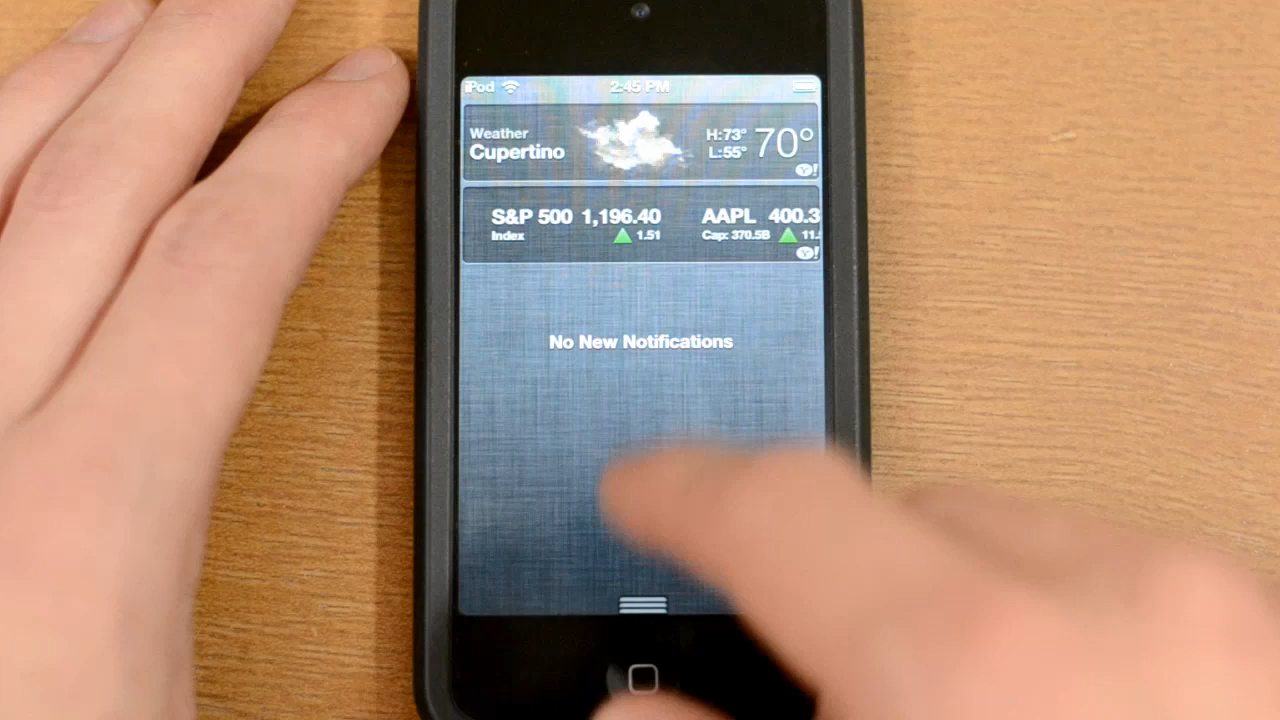 iPod 2:45 PM
Weather
Cupertino
H:73°
L:55°
70°
Y!
S&P 500 1,196.40
Index 1.51
AAPL 400.3
Cap: 370.5B 11.
Y!
No New Notifications